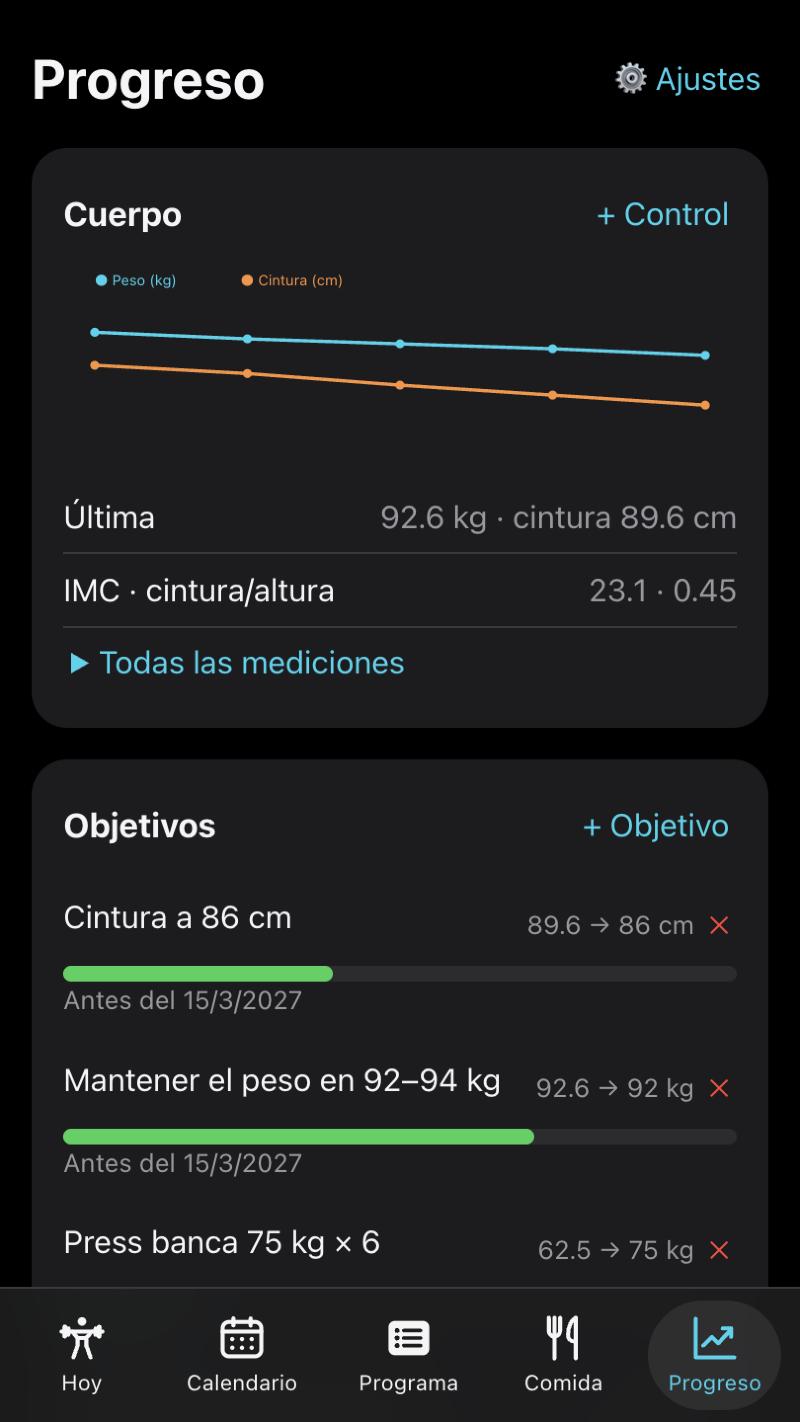 Progreso
⚙️ Ajustes
Cuerpo
+ Control
Peso (kg)
Cintura (cm)
Última
92.6 kg · cintura 89.6 cm
IMC · cintura/altura
23.1 · 0.45
▶ Todas las mediciones
Objetivos
+ Objetivo
Cintura a 86 cm
89.6 → 86 cm ✕
Antes del 15/3/2027
Mantener el peso en 92–94 kg
92.6 → 92 kg ✕
Antes del 15/3/2027
Press banca 75 kg × 6
62.5 → 75 kg ✕
Hoy
Calendario
Programa
Comida
Progreso